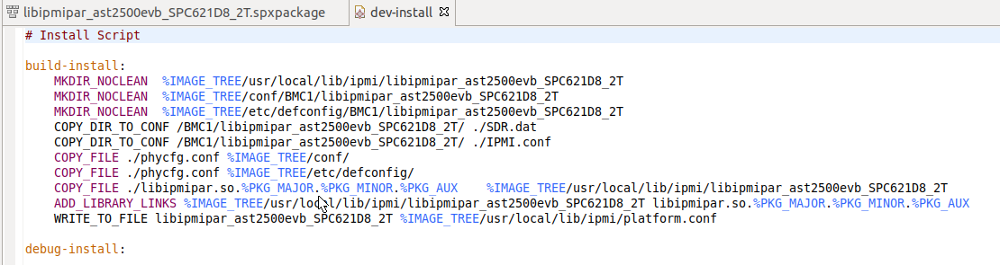 libipmipar_ast2500evb_SPC621D8_2T.spxpackage dev-install
# Install Script
build-install:
MKDIR_NOCLEAN %IMAGE_TREE/usr/local/lib/ipmi/libipmipar_ast2500evb_SPC621D8_2T
MKDIR_NOCLEAN %IMAGE_TREE/conf/BMC1/libipmipar_ast2500evb_SPC621D8_2T
MKDIR_NOCLEAN %IMAGE_TREE/etc/defconfig/BMC1/libipmipar_ast2500evb_SPC621D8_2T
COPY_DIR_TO_CONF /BMC1/libipmipar_ast2500evb_SPC621D8_2T/ ./SDR.dat
COPY_DIR_TO_CONF /BMC1/libipmipar_ast2500evb_SPC621D8_2T/ ./IPMI.conf
COPY_FILE ./phycfg.conf %IMAGE_TREE/conf/
COPY_FILE ./phycfg.conf %IMAGE_TREE/etc/defconfig/
COPY_FILE ./libipmipar.so.%PKG_MAJOR.%PKG_MINOR.%PKG_AUX %IMAGE_TREE/usr/local/lib/ipmi/libipmipar_ast2500evb_SPC621D8_2T
ADD_LIBRARY_LINKS %IMAGE_TREE/usr/local/lib/ipmi/libipmipar_ast2500evb_SPC621D8_2T libipmipar.so.%PKG_MAJOR.%PKG_MINOR.%PKG_AUX
WRITE_TO_FILE libipmipar_ast2500evb_SPC621D8_2T %IMAGE_TREE/usr/local/lib/ipmi/platform.conf
debug-install: